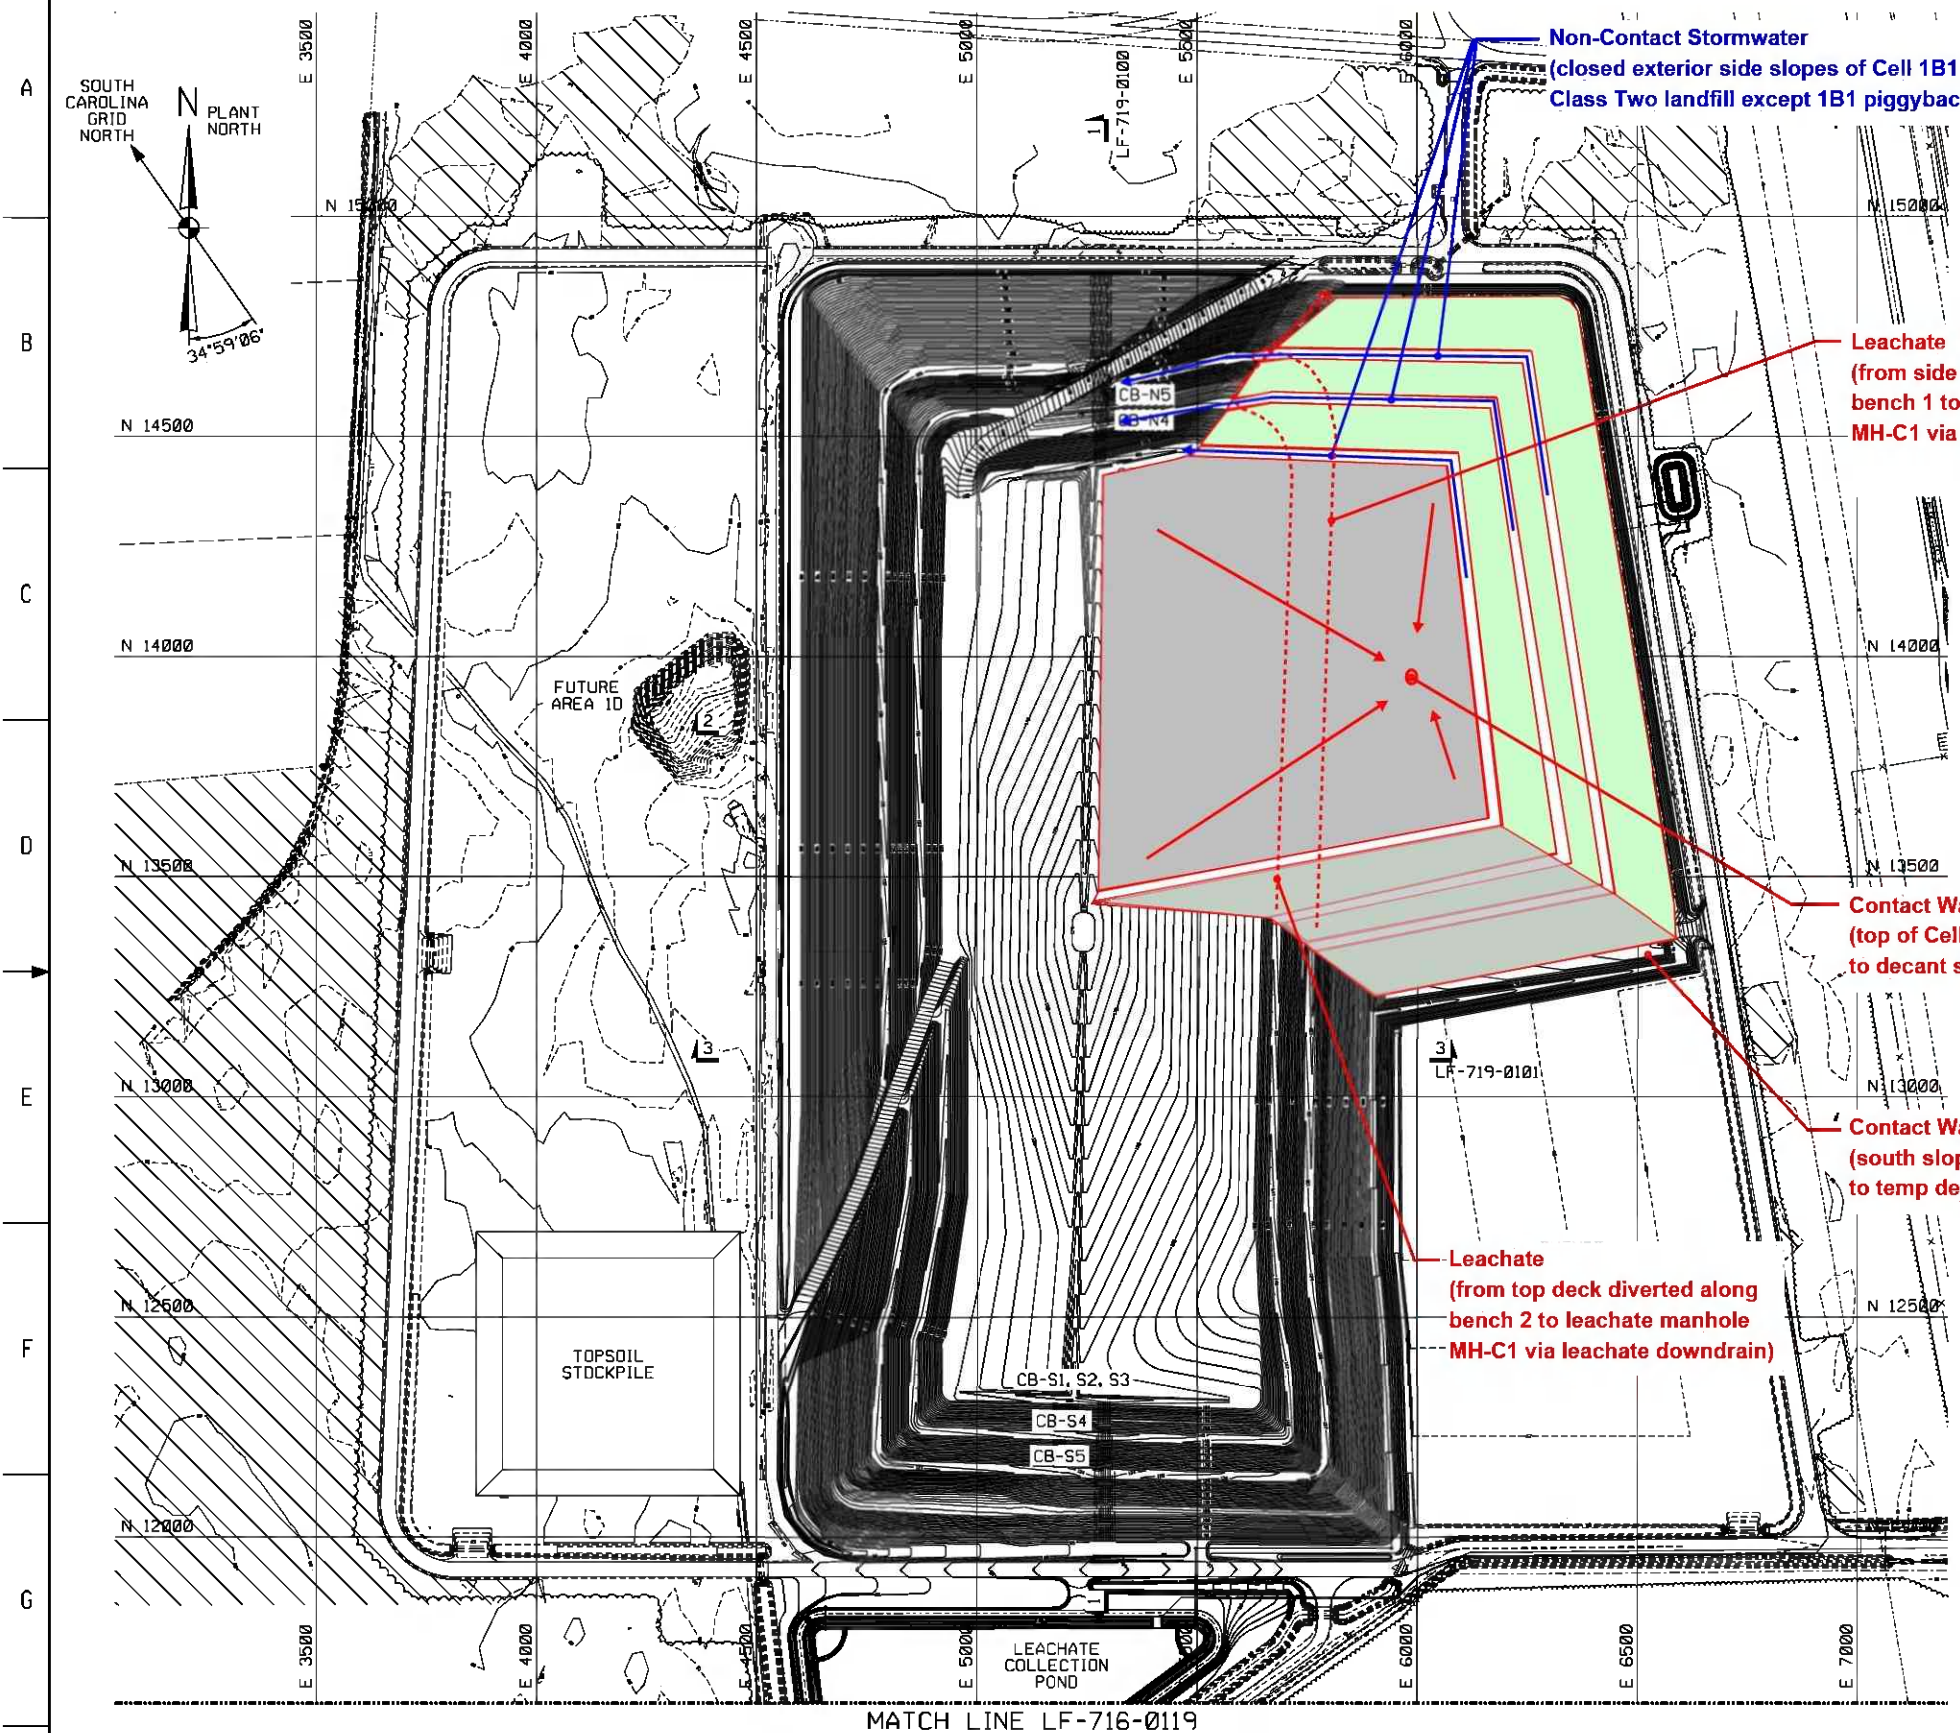 A
B
C
D
E
F
G
SOUTH
CAROLINA
GRID
NORTH
N
PLANT
NORTH
34°59'06"
E 3500
E 4000
E 4500
E 5000
E 5500
E 6000
1
LF-719-0100
Non-Contact Stormwater
(closed exterior side slopes of Cell 1B1
Class Two landfill except 1B1 piggybac
N 15000
N 15000
Leachate
(from side
bench 1 to
MH-C1 via
CB-N5
CB-N4
N 14500
N 14000
N 14000
FUTURE
AREA 1D
2
N 13500
N 13500
Contact Wa
(top of Cell
to decant s
3
3
LF-719-0101
N 13000
N 13000
Contact Wa
(south slop
to temp de
Leachate
(from top deck diverted along
bench 2 to leachate manhole
MH-C1 via leachate downdrain)
N 12500
N 12500
TOPSOIL
STOCKPILE
CB-S1, S2, S3
CB-S4
CB-S5
N 12000
1
LEACHATE
COLLECTION
POND
E 3500
E 4000
E 4500
E 5000
E 6000
E 6500
E 7000
MATCH LINE LF-716-0119